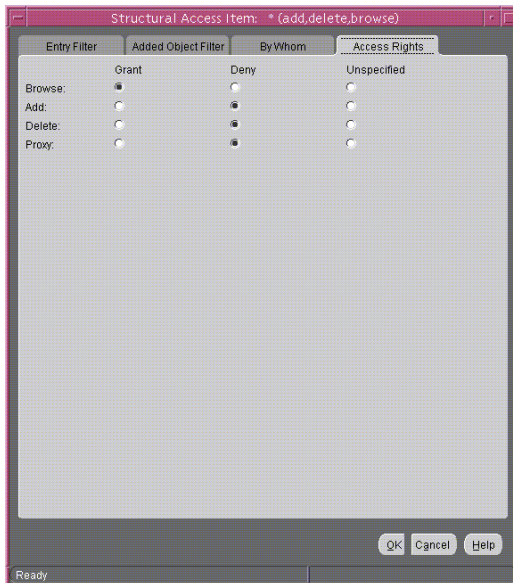 Structural Access Item: * (add,delete,browse)
Entry Filter Added Object Filter By Whom Access Rights
Grant Deny Unspecified
Browse:
Add:
Delete:
Proxy:
OK Cancel Help
Ready